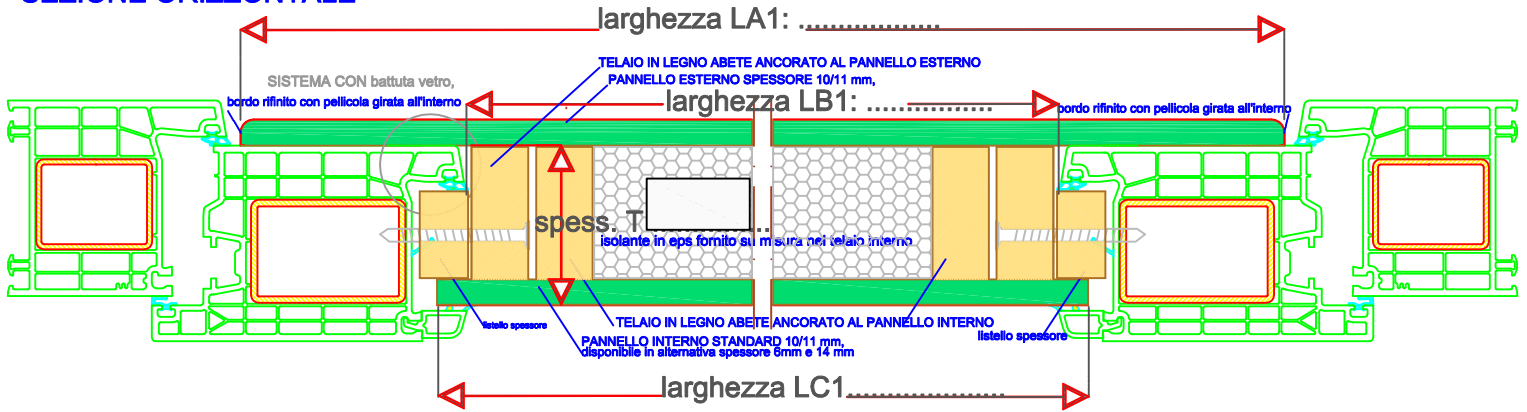 SEZIONE ORIZZONTALE
larghezza LA1: ..................
TELAIO IN LEGNO ABETE ANCORATO AL PANNELLO ESTERNO
SISTEMA CON battuta vetro,
PANNELLO ESTERNO SPESSORE 10/11 mm,
bordo rifinito con pellicola girata all'interno
larghezza LB1: ................
bordo rifinito con pellicola girata all'interno
spess. T
isolante in eps fornito su misura nel telaio interno
listello spessore
TELAIO IN LEGNO ABETE ANCORATO AL PANNELLO INTERNO
listello spessore
PANNELLO INTERNO STANDARD 10/11 mm,
disponibile in alternativa spessore 6mm e 14 mm
larghezza LC1....................